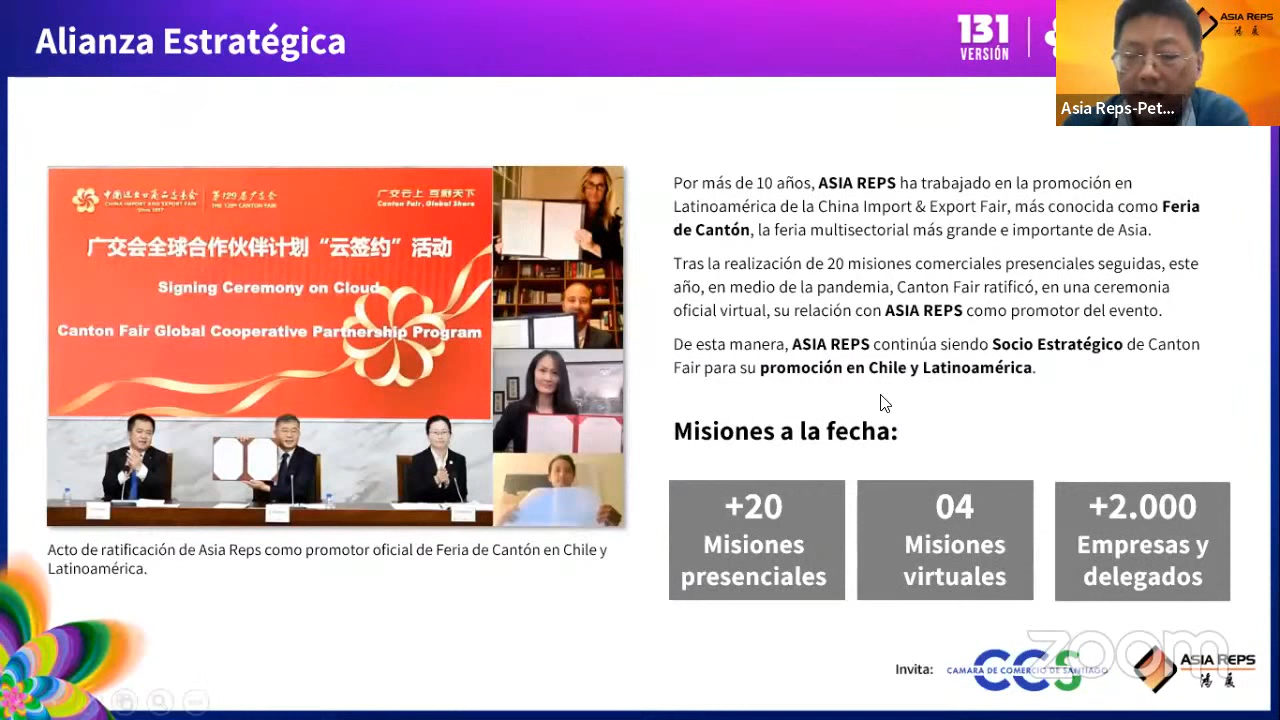 Alianza Estratégica
131
VERSIÓN
ASIA REPS
鴻展
Asia Reps-Pet...
中国进出口商品交易会
CHINA IMPORT AND EXPORT FAIR
Since 1957
第129届广交会
THE 129TH CANTON FAIR
广交云上 互利天下
Canton Fair, Global Share
广交会全球合作伙伴计划“云签约”活动
Signing Ceremony on Cloud
Canton Fair Global Cooperative Partnership Program
Acto de ratificación de Asia Reps como promotor oficial de Feria de Cantón en Chile y
Latinoamérica.
Por más de 10 años, ASIA REPS ha trabajado en la promoción en
Latinoamérica de la China Import & Export Fair, más conocida como Feria
de Cantón, la feria multisectorial más grande e importante de Asia.
Tras la realización de 20 misiones comerciales presenciales seguidas, este
año, en medio de la pandemia, Canton Fair ratificó, en una ceremonia
oficial virtual, su relación con ASIA REPS como promotor del evento.
De esta manera, ASIA REPS continúa siendo Socio Estratégico de Canton
Fair para su promoción en Chile y Latinoamérica.
Misiones a la fecha:
+20
Misiones
presenciales
04
Misiones
virtuales
+2.000
Empresas y
delegados
Invita:
CCS
CAMARA DE COMERCIO DE SANTIAGO
zoom
ASIA REPS
鴻展